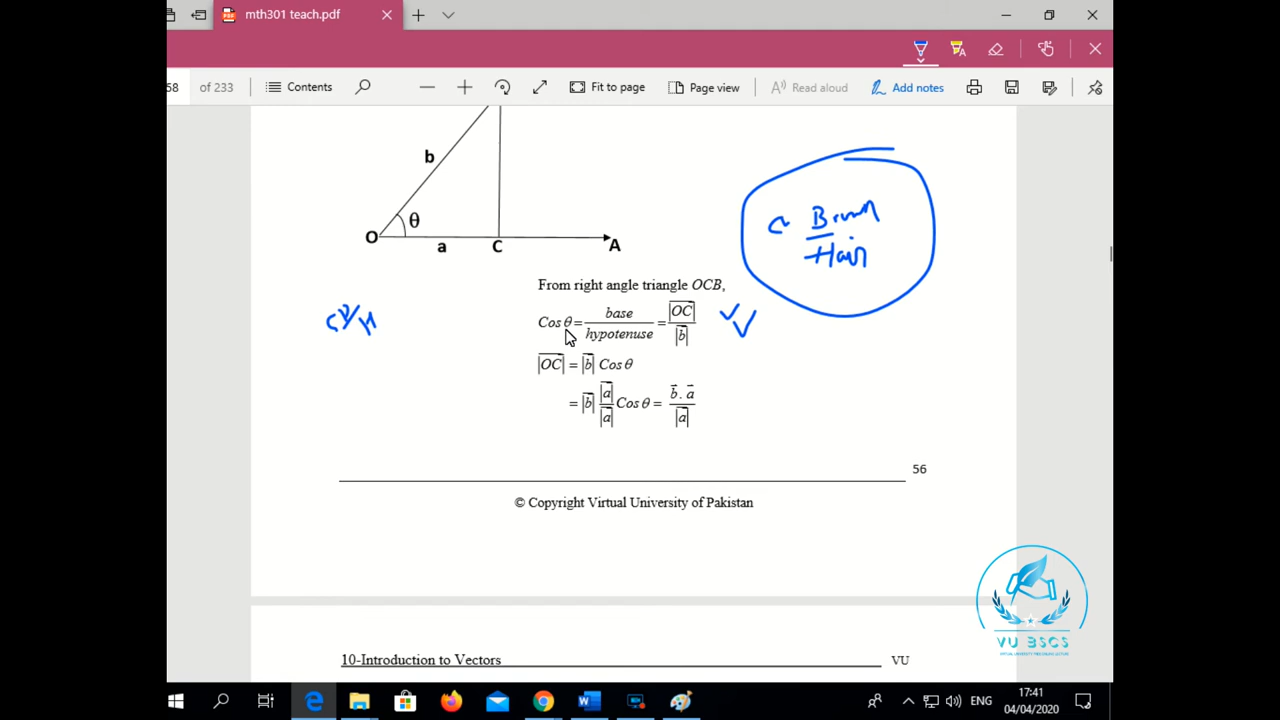 mth301 teach.pdf
58 of 233 Contents Fit to page Page view Read aloud Add notes
b
θ
O a C A
C Brown
Hair
From right angle triangle OCB,
Cos θ = base / hypotenuse = |OC| / |b|
|OC| = |b| Cos θ
= |b| |a| / |a| Cos θ = b . a / |a|
56
© Copyright Virtual University of Pakistan
VU BSCS
10-Introduction to Vectors VU
ENG 17:41
04/04/2020